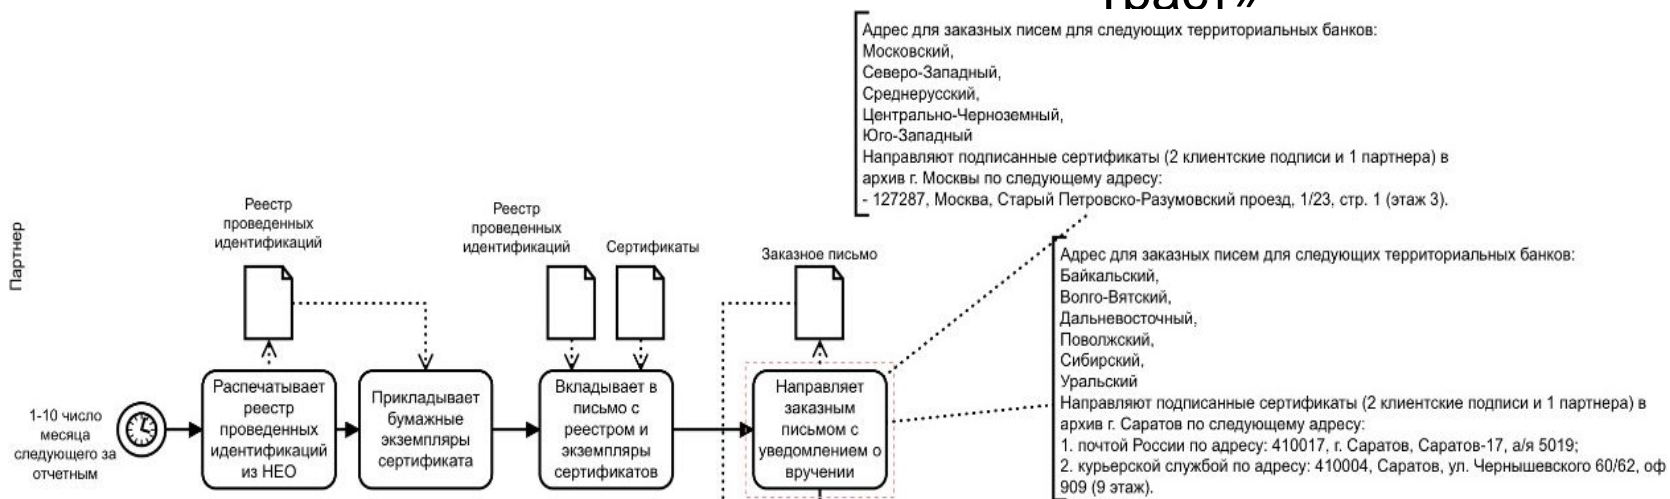 тракт»
Адрес для заказных писем для следующих территориальных банков:
Московский,
Северо-Западный,
Среднерусский,
Центрально-Черноземный,
Юго-Западный
Направляют подписанные сертификаты (2 клиентские подписи и 1 партнера) в
архив г. Москвы по следующему адресу:
- 127287, Москва, Старый Петровско-Разумовский проезд, 1/23, стр. 1 (этаж 3).
Партнер
Реестр
проведенных
идентификаций
Реестр
проведенных
идентификаций
Сертификаты
Заказное письмо
Адрес для заказных писем для следующих территориальных банков:
Байкальский,
Волго-Вятский,
Дальневосточный,
Поволжский,
Сибирский,
Уральский
Направляют подписанные сертификаты (2 клиентские подписи и 1 партнера) в
архив г. Саратов по следующему адресу:
1. почтой России по адресу: 410017, г. Саратов, Саратов-17, а/я 5019;
2. курьерской службой по адресу: 410004, Саратов, ул. Чернышевского 60/62, оф
909 (9 этаж).
1-10 число
месяца
следующего за
отчетным
Распечатывает
реестр
проведенных
идентификаций
из НЕО
Прикладывает
бумажные
экземпляры
сертификата
Вкладывает в
письмо с
реестром и
экземпляры
сертификатов
Направляет
заказным
письмом с
уведомлением о
вручении